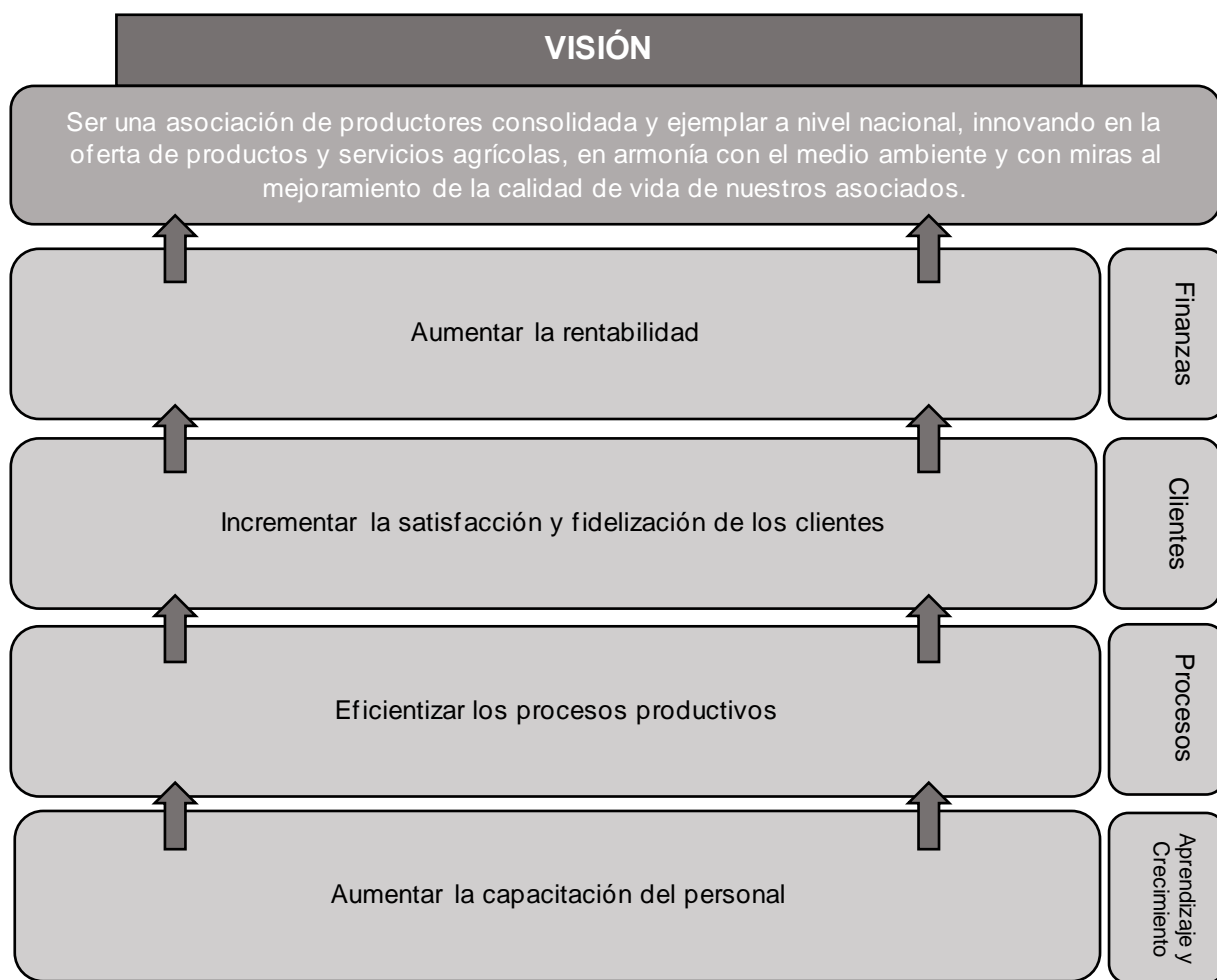 VISIÓN
Ser una asociación de productores consolidada y ejemplar a nivel nacional, innovando en la
oferta de productos y servicios agrícolas, en armonía con el medio ambiente y con miras al
mejoramiento de la calidad de vida de nuestros asociados.
Aumentar la rentabilidad
Finanzas
Incrementar la satisfacción y fidelización de los clientes
Clientes
Eficientizar los procesos productivos
Procesos
Aumentar la capacitación del personal
Aprendizaje y
Crecimiento